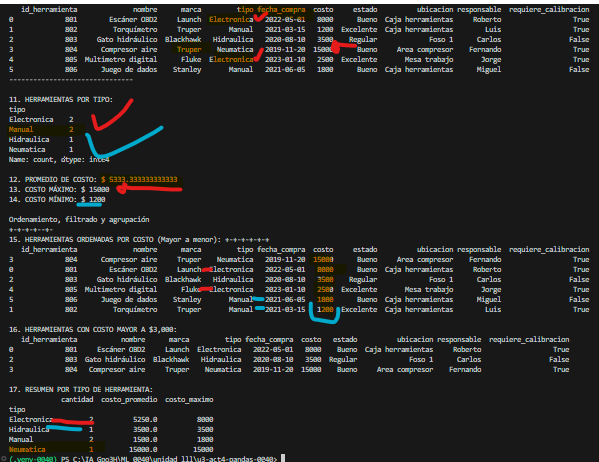 id_herramienta nombre marca tipo fecha_compra costo estado ubicacion responsable requiere_calibracion
0 801 Escáner OBD2 Launch Electronica 2022-05-01 8000 Bueno Caja herramientas Roberto True
1 802 Torquímetro Truper Manual 2021-03-15 1200 Excelente Caja herramientas Luis True
2 803 Gato hidráulico Blackhawk Hidraulica 2020-08-10 3500 Regular Foso 1 Carlos False
3 804 Compresor aire Truper Neumatica 2019-11-20 15000 Bueno Area compresor Fernando True
4 805 Multímetro digital Fluke Electronica 2023-01-10 2500 Excelente Mesa trabajo Jorge True
5 806 Juego de dados Stanley Manual 2021-06-05 1800 Bueno Caja herramientas Miguel False
--------------------------------
11. HERRAMIENTAS POR TIPO:
tipo
Electronica 2
Manual 2
Hidraulica 1
Neumatica 1
Name: count, dtype: int64
12. PROMEDIO DE COSTO: $ 5333.333333333333
13. COSTO MÁXIMO: $ 15000
14. COSTO MÍNIMO: $ 1200
Ordenamiento, filtrado y agrupación
+-+-+-+--+-
15. HERRAMIENTAS ORDENADAS POR COSTO (Mayor a menor): +-+-+-+-+-+
id_herramienta nombre marca tipo fecha_compra costo estado ubicacion responsable requiere_calibracion
3 804 Compresor aire Truper Neumatica 2019-11-20 15000 Bueno Area compresor Fernando True
0 801 Escáner OBD2 Launch Electronica 2022-05-01 8000 Bueno Caja herramientas Roberto True
2 803 Gato hidráulico Blackhawk Hidraulica 2020-08-10 3500 Regular Foso 1 Carlos False
4 805 Multímetro digital Fluke Electronica 2023-01-10 2500 Excelente Mesa trabajo Jorge True
5 806 Juego de dados Stanley Manual 2021-06-05 1800 Bueno Caja herramientas Miguel False
1 802 Torquímetro Truper Manual 2021-03-15 1200 Excelente Caja herramientas Luis True
16. HERRAMIENTAS CON COSTO MAYOR A $3,000:
id_herramienta nombre marca tipo fecha_compra costo estado ubicacion responsable requiere_calibracion
0 801 Escáner OBD2 Launch Electronica 2022-05-01 8000 Bueno Caja herramientas Roberto True
2 803 Gato hidráulico Blackhawk Hidraulica 2020-08-10 3500 Regular Foso 1 Carlos False
3 804 Compresor aire Truper Neumatica 2019-11-20 15000 Bueno Area compresor Fernando True
17. RESUMEN POR TIPO DE HERRAMIENTA:
cantidad costo_promedio costo_maximo
tipo
Electronica 2 5250.0 8000
Hidraulica 1 3500.0 3500
Manual 2 1500.0 1800
Neumatica 1 15000.0 15000
(.venv-0040) PS C:\IA_Gpo3H\ML_0040\unidad_lll\u3-act4-pandas-0040>